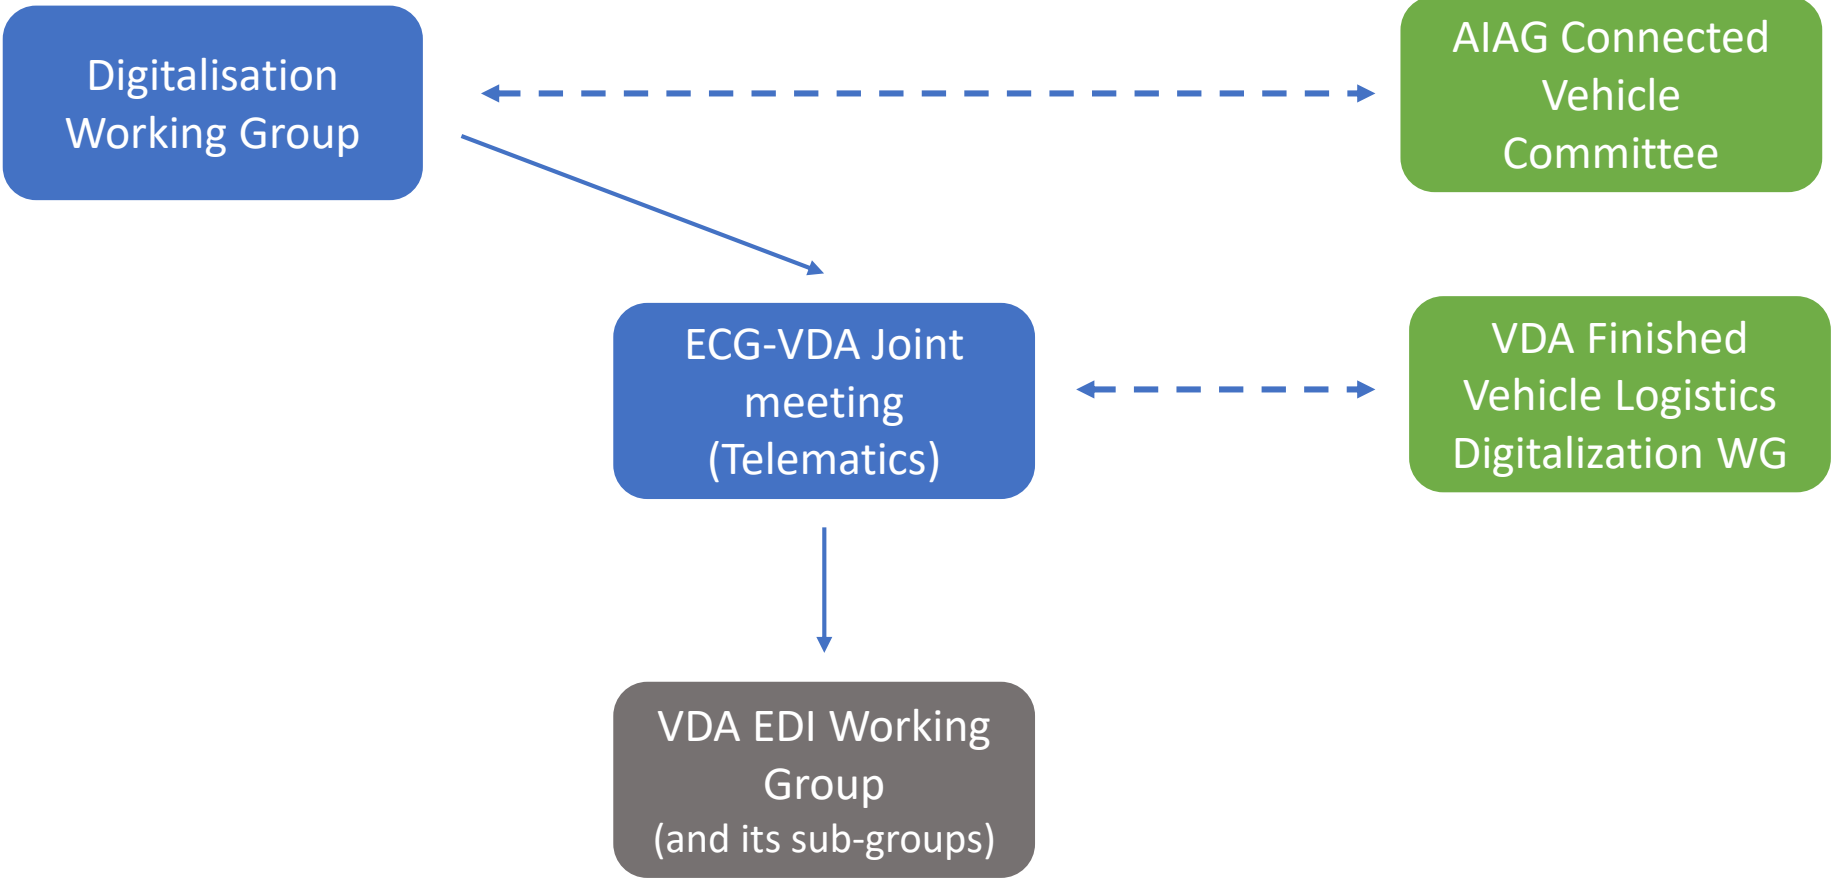 Digitalisation
Working Group
AIAG Connected
Vehicle
Committee
ECG-VDA Joint
meeting
(Telematics)
VDA Finished
Vehicle Logistics
Digitalization WG
VDA EDI Working
Group
(and its sub-groups)